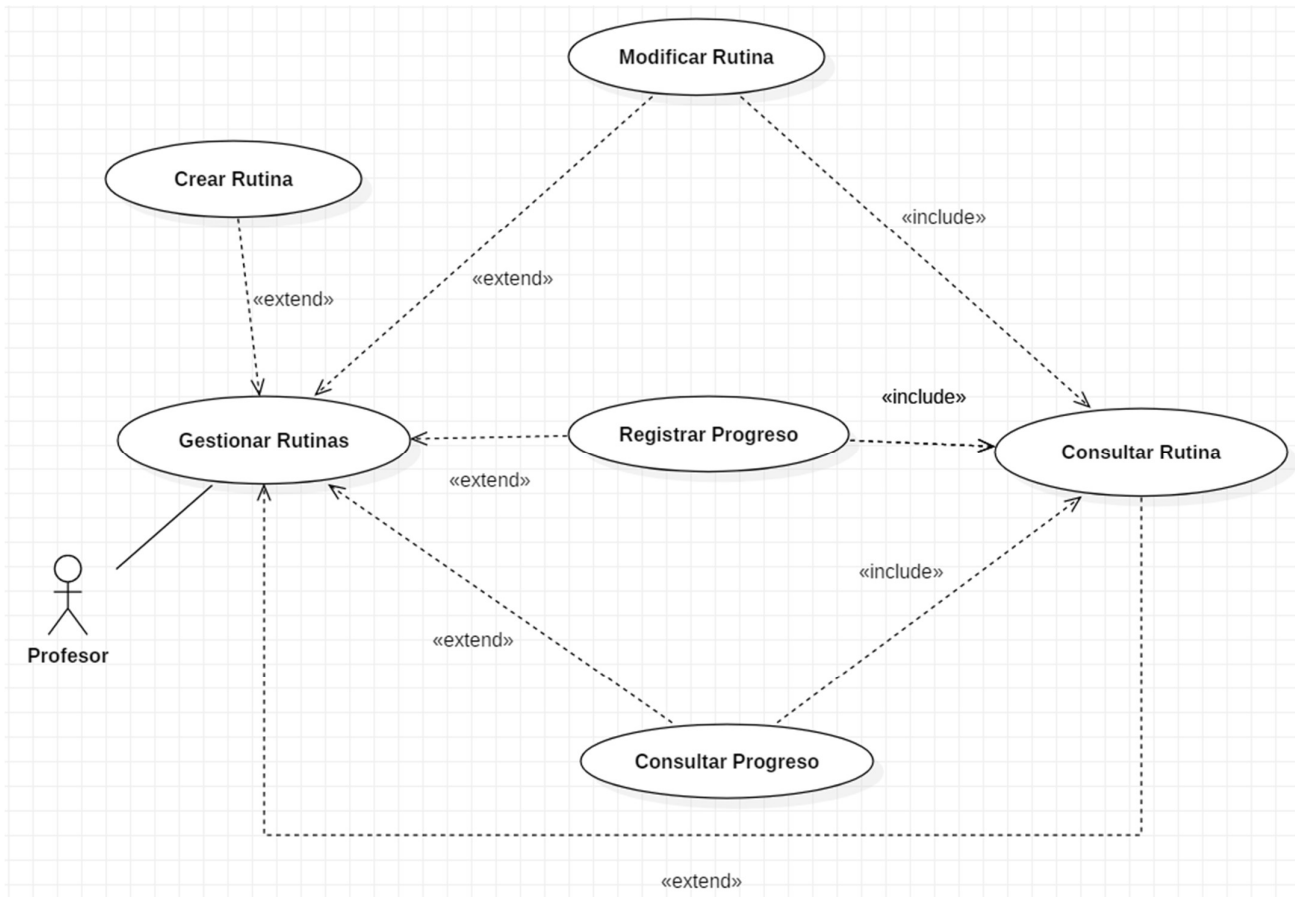 Modificar Rutina
Crear Rutina
«include»
«extend»
«extend»
«include»
Gestionar Rutinas
Registrar Progreso
Consultar Rutina
«extend»
«include»
«extend»
Profesor
Consultar Progreso
«extend»